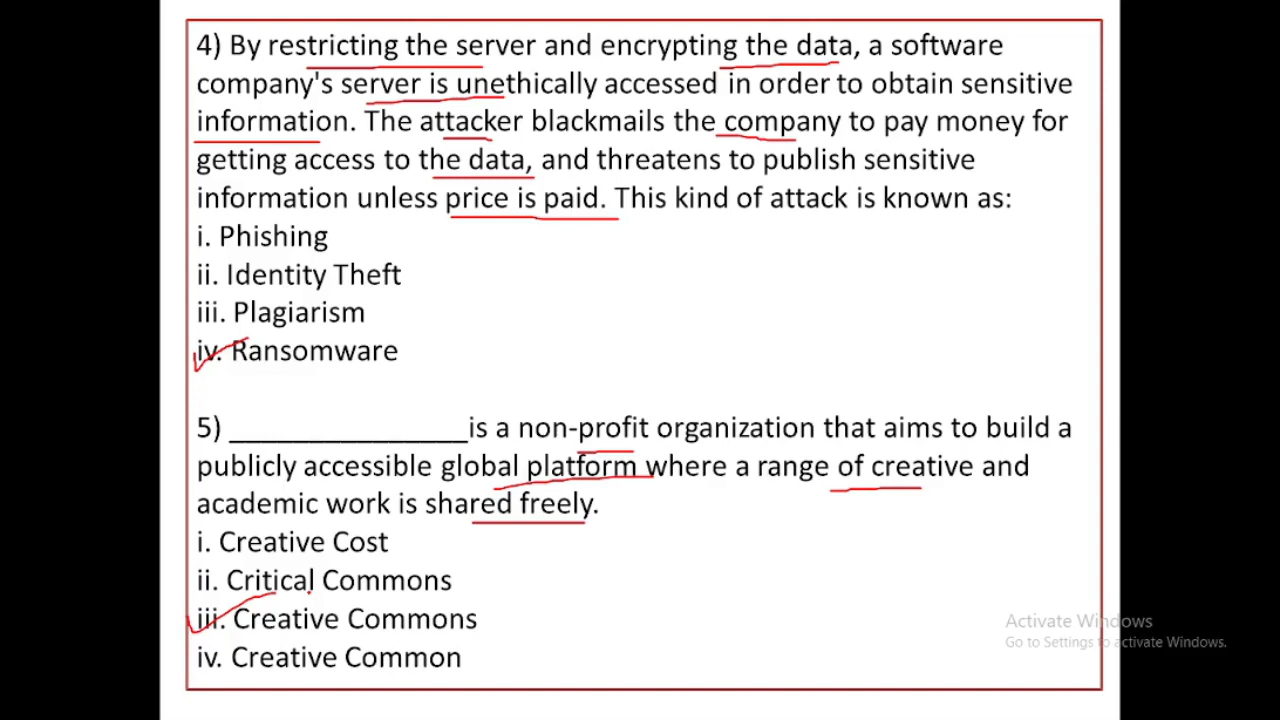 4) By restricting the server and encrypting the data, a software
company's server is unethically accessed in order to obtain sensitive
information. The attacker blackmails the company to pay money for
getting access to the data, and threatens to publish sensitive
information unless price is paid. This kind of attack is known as:
i. Phishing
ii. Identity Theft
iii. Plagiarism
iv. Ransomware
5) _______________is a non-profit organization that aims to build a
publicly accessible global platform where a range of creative and
academic work is shared freely.
i. Creative Cost
ii. Critical Commons
iii. Creative Commons
iv. Creative Common
Activate Windows
Go to Settings to activate Windows.